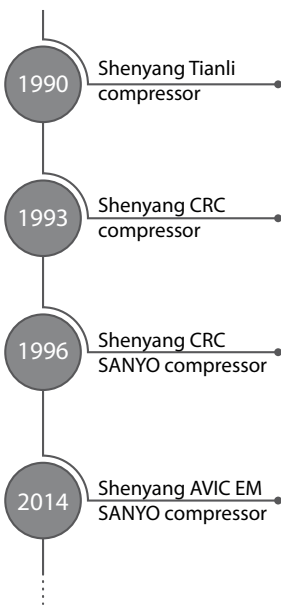 1990
Shenyang Tianli
compressor
1993
Shenyang CRC
compressor
1996
Shenyang CRC
SANYO compressor
2014
Shenyang AVIC EM
SANYO compressor